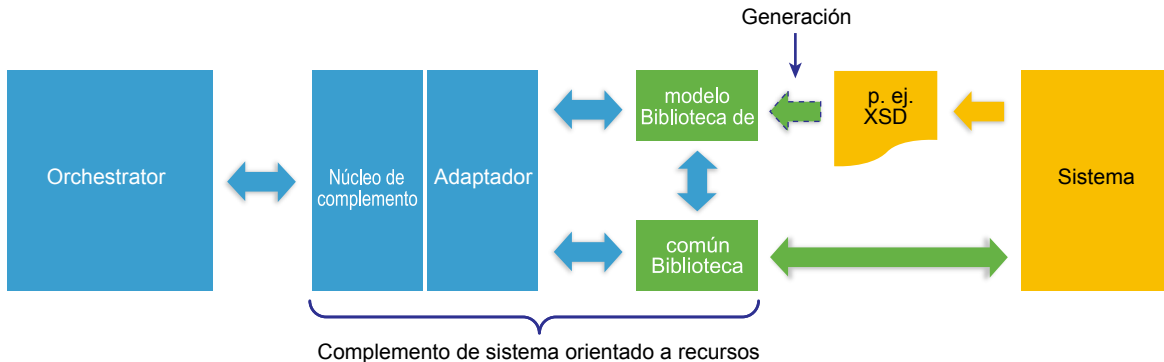 Generación
Orchestrator
Núcleo de
complemento
Adaptador
modelo
Biblioteca de
p. ej.
XSD
Sistema
común
Biblioteca
Complemento de sistema orientado a recursos